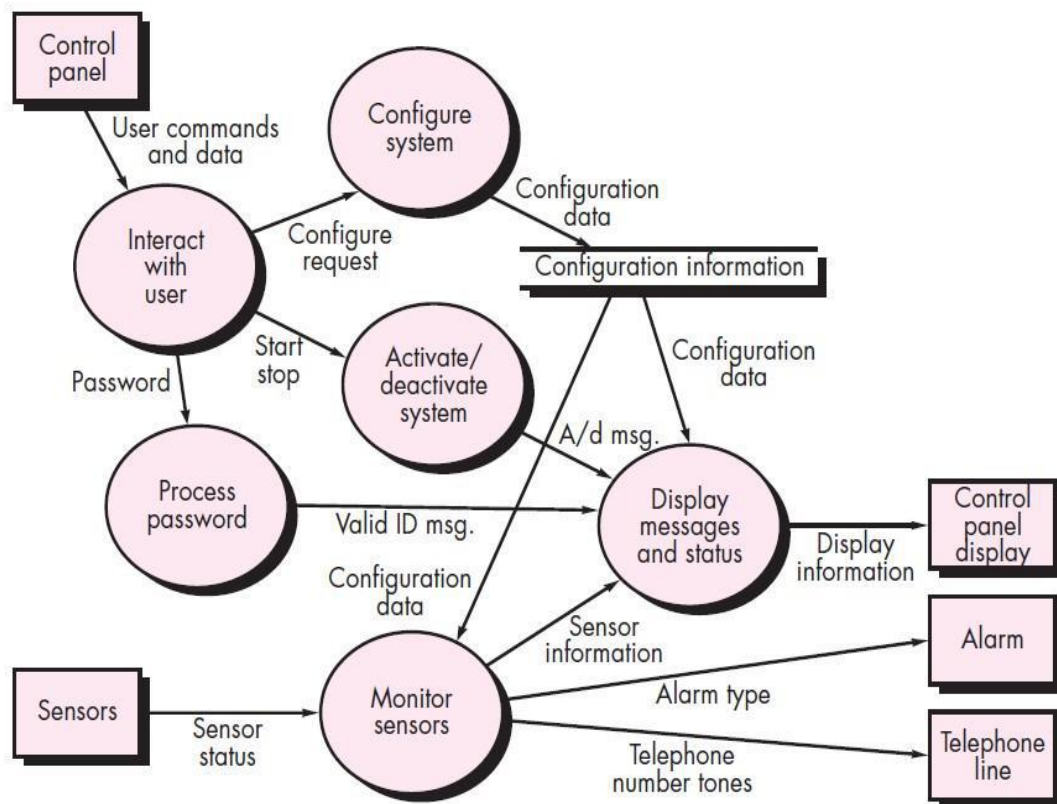 Control
panel
User commands
and data
Configure
system
Configuration
data
Interact
with
user
Configure
request
Configuration information
Start
stop
Activate/
deactivate
system
Configuration
data
Password
A/d msg.
Process
password
Valid ID msg.
Display
messages
and status
Control
panel
display
Display
information
Configuration
data
Sensor
information
Alarm
Sensors
Sensor
status
Monitor
sensors
Alarm type
Telephone
number tones
Telephone
line